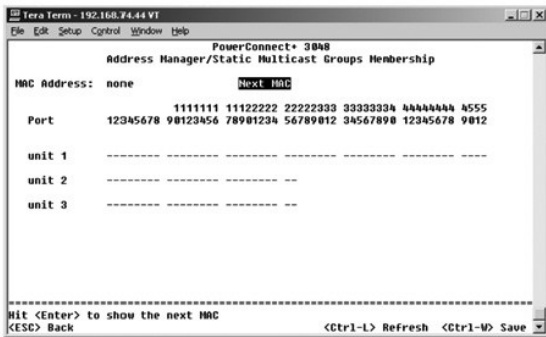 Tera Term - 192.168.74.44 VT
File Edit Setup Control Window Help
PowerConnect+ 3048
Address Manager/Static Multicast Groups Membership
MAC Address: none Next MAC
1111111 11122222 22222333 33333334 44444444 4555
Port 12345678 90123456 78901234 56789012 34567890 12345678 9012
unit 1 -------- -------- -------- -------- -------- -------- ----
unit 2 -------- -------- -------- --
unit 3 -------- -------- -------- --
Hit <Enter> to show the next MAC
<ESC> Back <Ctrl-L> Refresh <Ctrl-W> Save